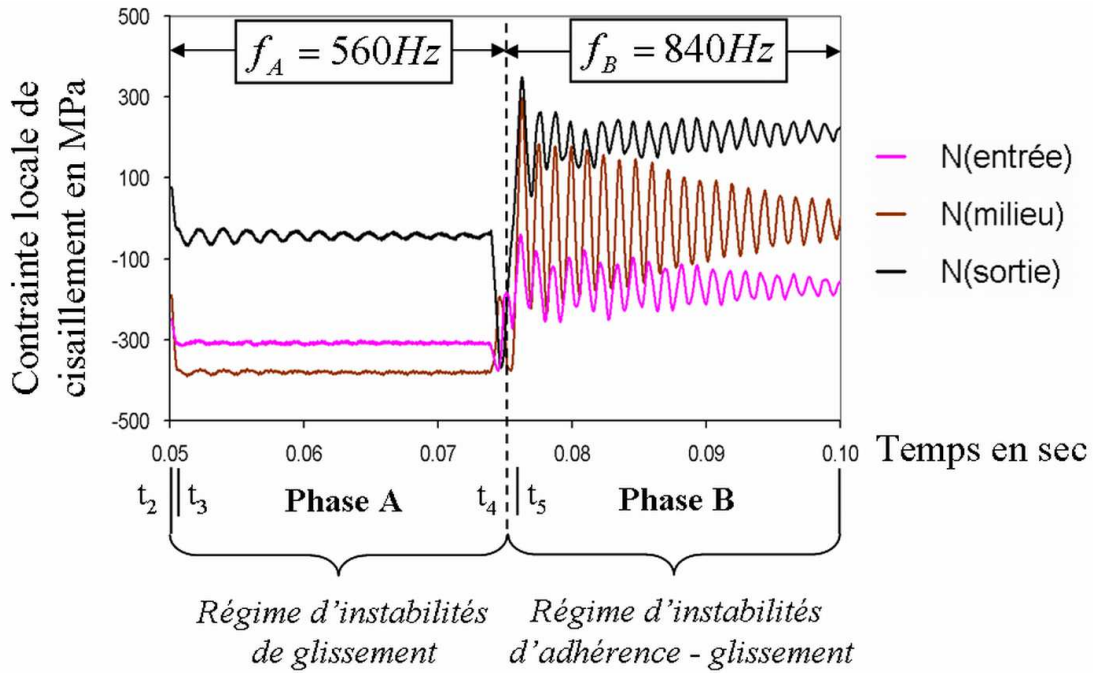 500
300
100
-100
-300
-500
Contrainte locale de
cisaillement en MPa
f_A = 560Hz
f_B = 840Hz
N(entrée)
N(milieu)
N(sortie)
0.05
0.06
0.07
0.08
0.09
0.10
Temps en sec
t2
t3
Phase A
t4
t5
Phase B
Régime d'instabilités
de glissement
Régime d'instabilités
d'adhérence - glissement